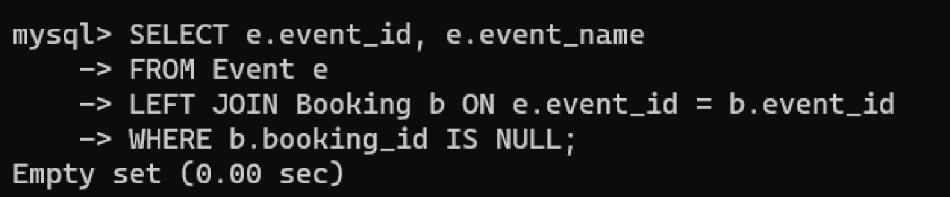 mysql> SELECT e.event_id, e.event_name
    -> FROM Event e
    -> LEFT JOIN Booking b ON e.event_id = b.event_id
    -> WHERE b.booking_id IS NULL;
Empty set (0.00 sec)